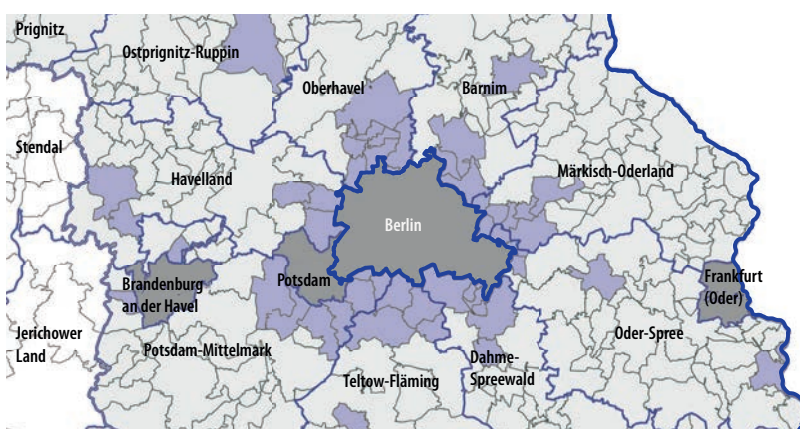 Prignitz
Ostprignitz-Ruppin
Oberhavel
Barnim
Stendal
Havelland
Märkisch-Oderland
Berlin
Brandenburg
an der Havel
Potsdam
Frankfurt
(Oder)
Jerichower
Land
Potsdam-Mittelmark
Teltow-Fläming
Dahme-
Spreewald
Oder-Spree